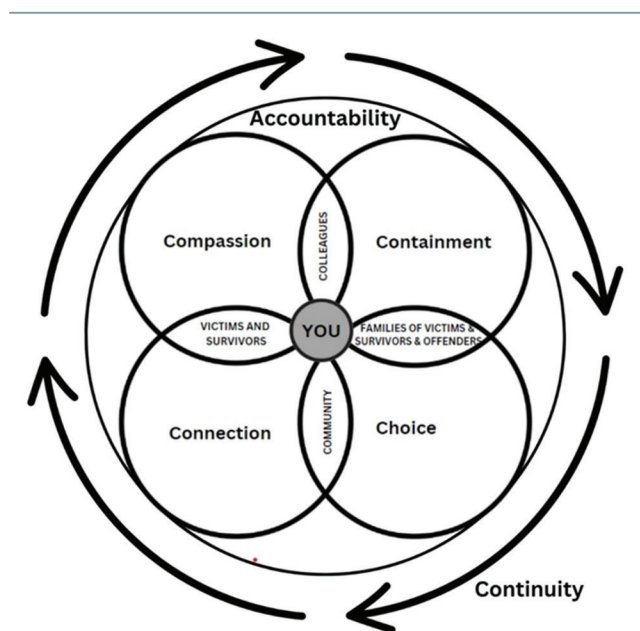 Accountability
Compassion
COLLEAGUES
Containment
VICTIMS AND
SURVIVORS
YOU
FAMILIES OF VICTIMS &
SURVIVORS & OFFENDERS
Connection
COMMUNITY
Choice
Continuity